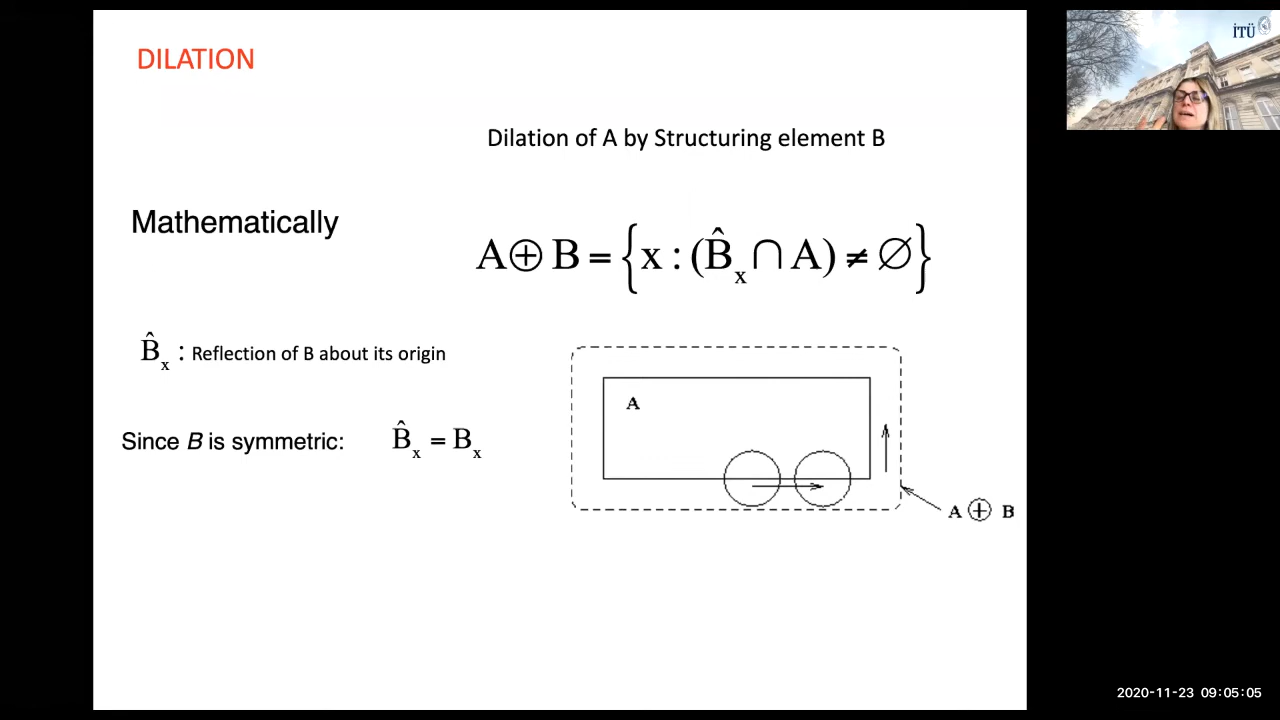 DILATION
İTÜ
Dilation of A by Structuring element B
Mathematically
A⊕B = {x : (B̂ₓ ∩ A) ≠ ∅}
B̂ₓ : Reflection of B about its origin
Since B is symmetric: B̂ₓ = Bₓ
A
A ⊕ B
2020-11-23 09:05:05